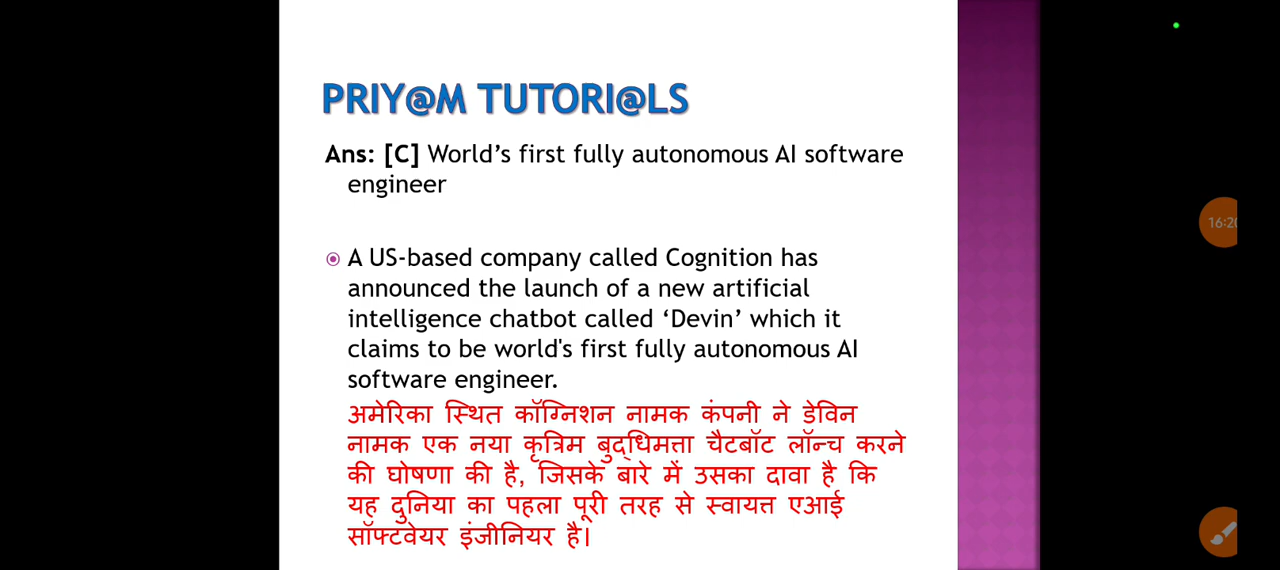 PRIY@M TUTORI@LS
Ans: [C] World’s first fully autonomous AI software
engineer
A US-based company called Cognition has
announced the launch of a new artificial
intelligence chatbot called ‘Devin’ which it
claims to be world's first fully autonomous AI
software engineer.
अमेरिका स्थित कॉग्निशन नामक कंपनी ने डेविन
नामक एक नया कृत्रिम बुद्धिमत्ता चैटबॉट लॉन्च करने
की घोषणा की है, जिसके बारे में उसका दावा है कि
यह दुनिया का पहला पूरी तरह से स्वायत्त एआई
सॉफ्टवेयर इंजीनियर है।
16:20